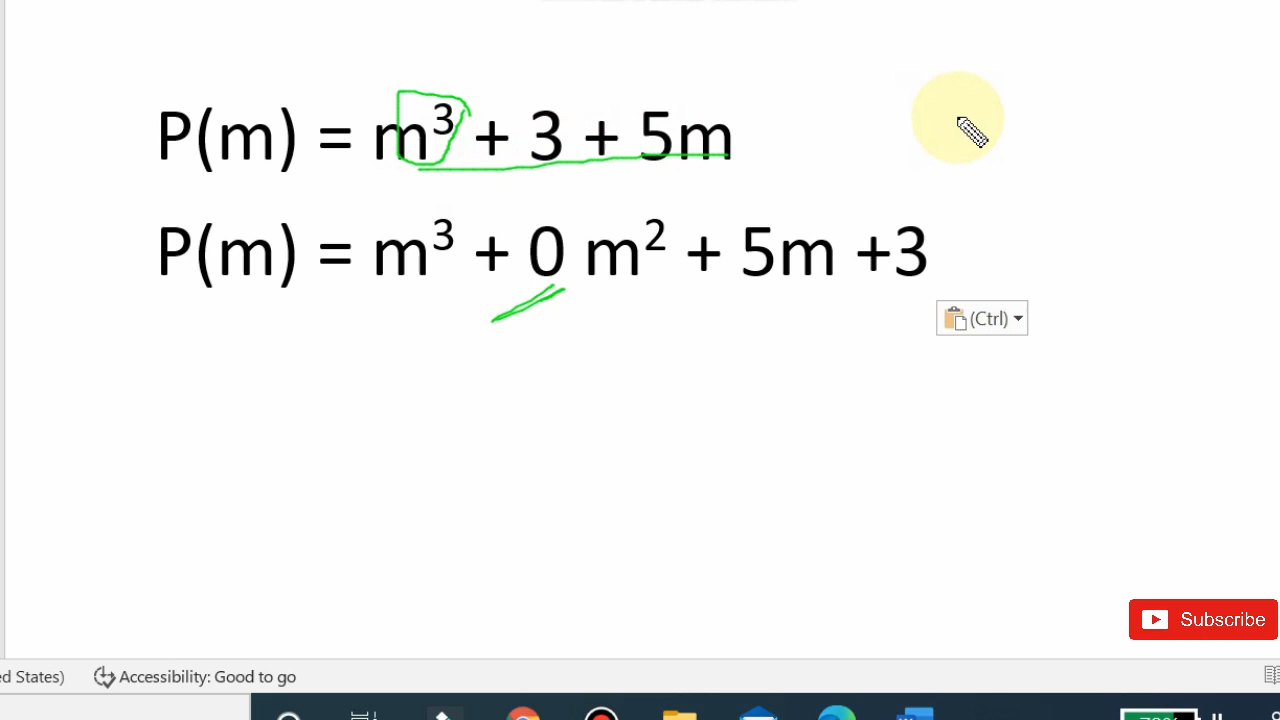 P(m) = m³ + 3 + 5m
P(m) = m³ + 0 m² + 5m +3
(Ctrl)
Subscribe
ed States)
Accessibility: Good to go